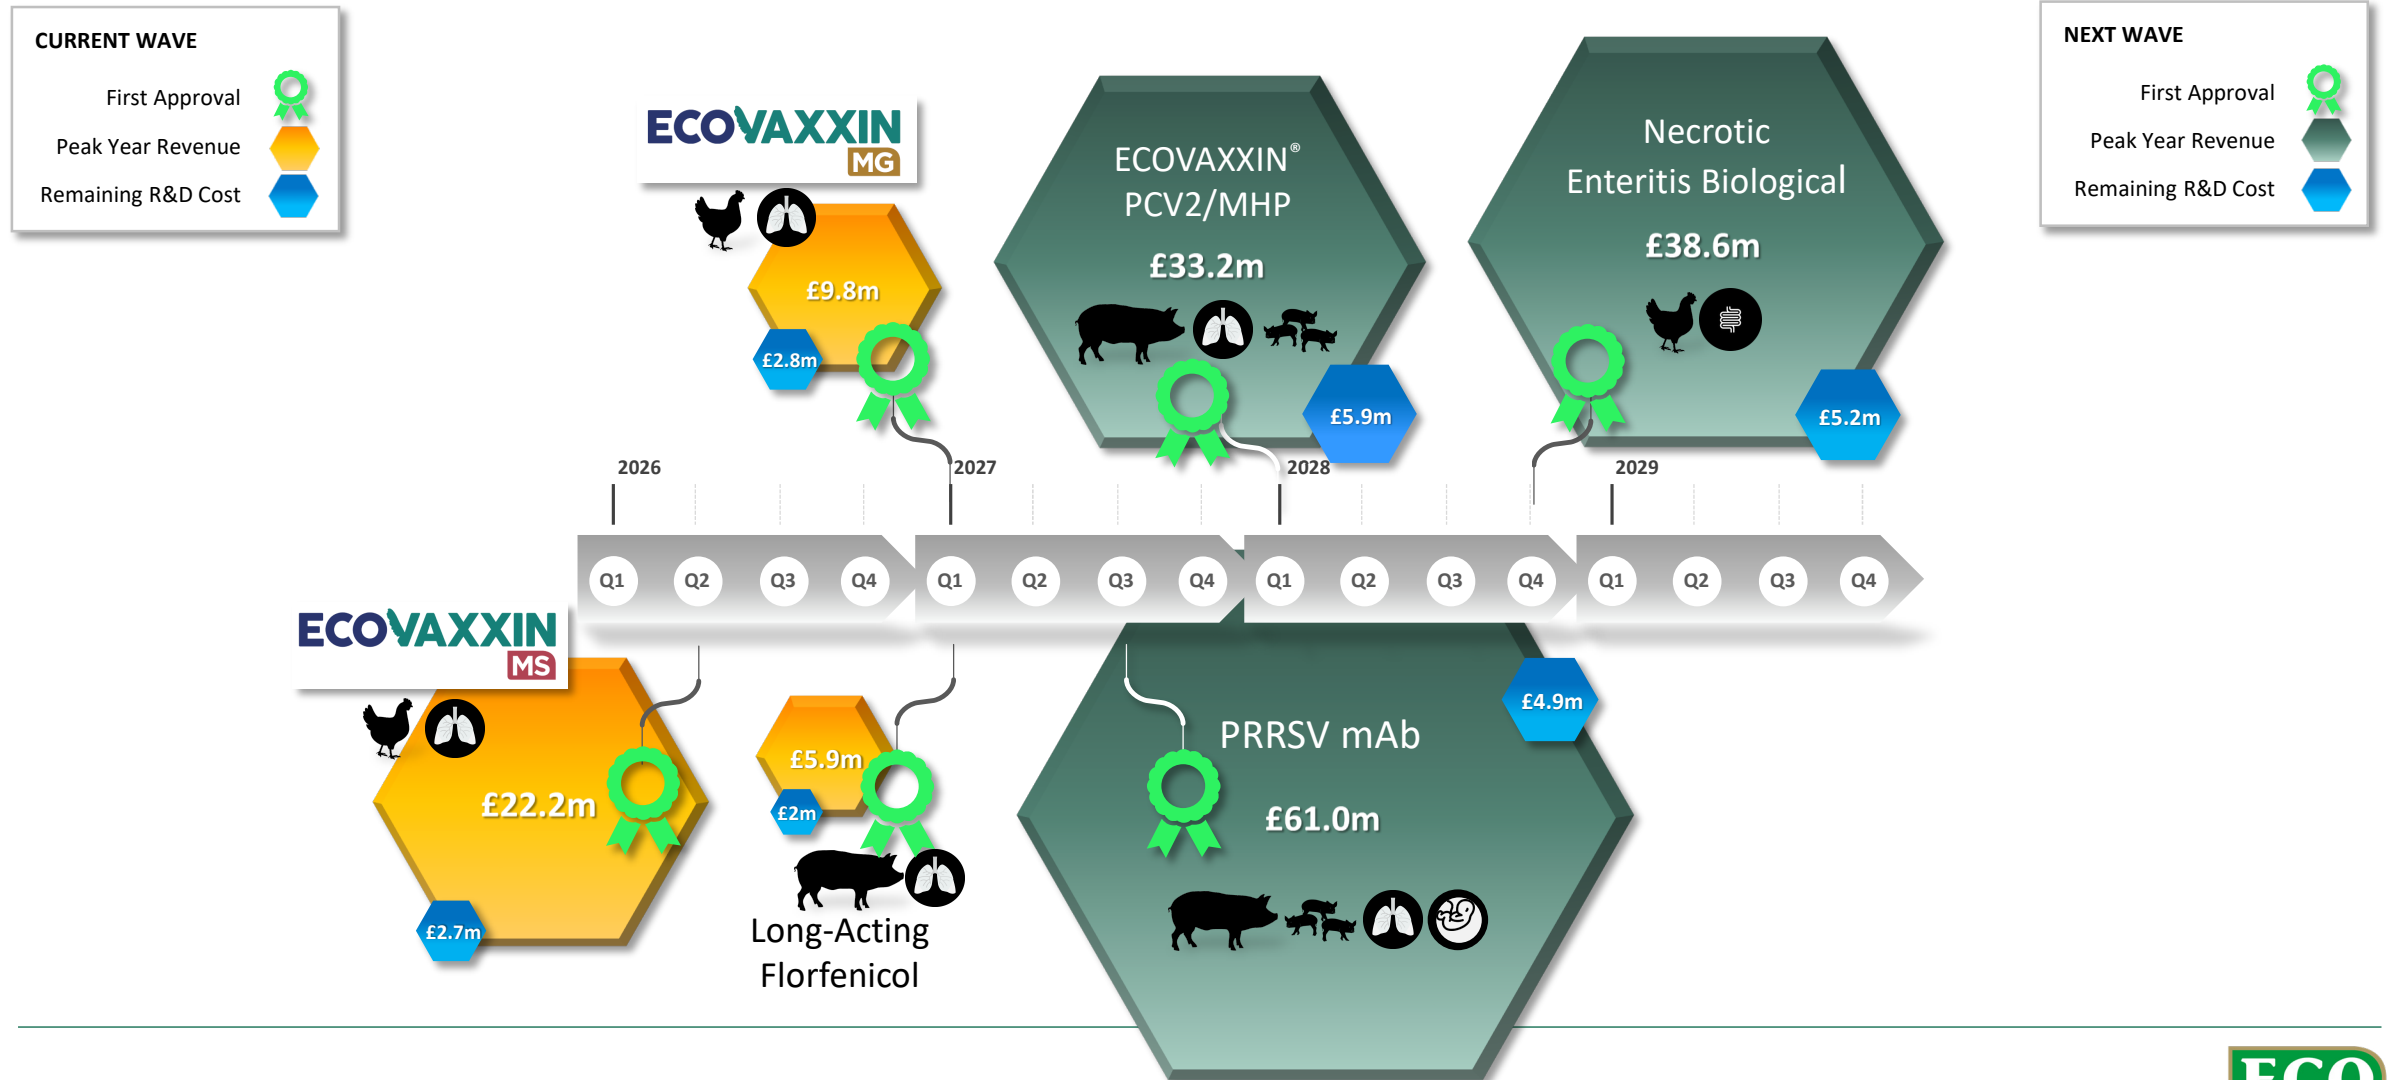 CURRENT WAVE
First Approval
Peak Year Revenue
Remaining R&D Cost
NEXT WAVE
First Approval
Peak Year Revenue
Remaining R&D Cost
ECOVAXXIN
MG
£9.8m
£2.8m
ECOVAXXIN®
PCV2/MHP
£33.2m
£5.9m
Necrotic
Enteritis Biological
£38.6m
£5.2m
2026 2027 2028 2029
Q1 Q2 Q3 Q4 Q1 Q2 Q3 Q4 Q1 Q2 Q3 Q4 Q1 Q2 Q3 Q4
ECOVAXXIN
MS
£22.2m
£2.7m
£5.9m
£2m
Long-Acting
Florfenicol
PRRSV mAb
£61.0m
£4.9m
ECO